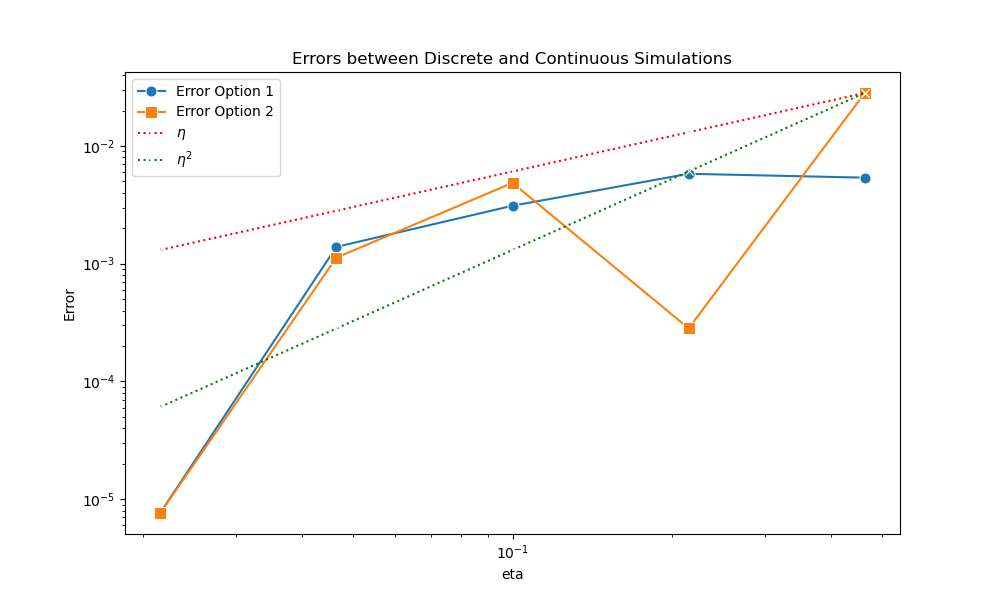 Errors between Discrete and Continuous Simulations
Error Option 1
Error Option 2
η
η²
Error
10⁻²
10⁻³
10⁻⁴
10⁻⁵
10⁻¹
eta